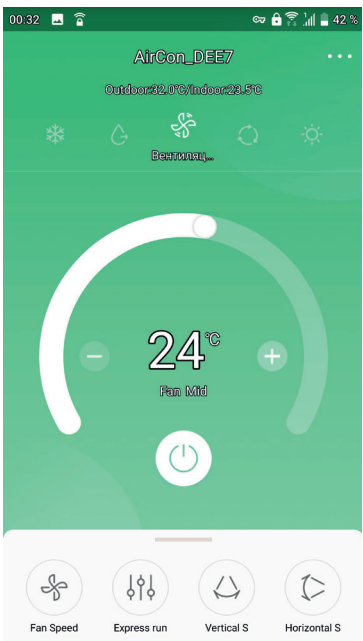 00:32 42 %
AirCon_DEE7
Outdoor:32.0°C/Indoor:23.5°C
Вентиляц...
24°C
Fan Mid
Fan Speed Express run Vertical S Horizontal S